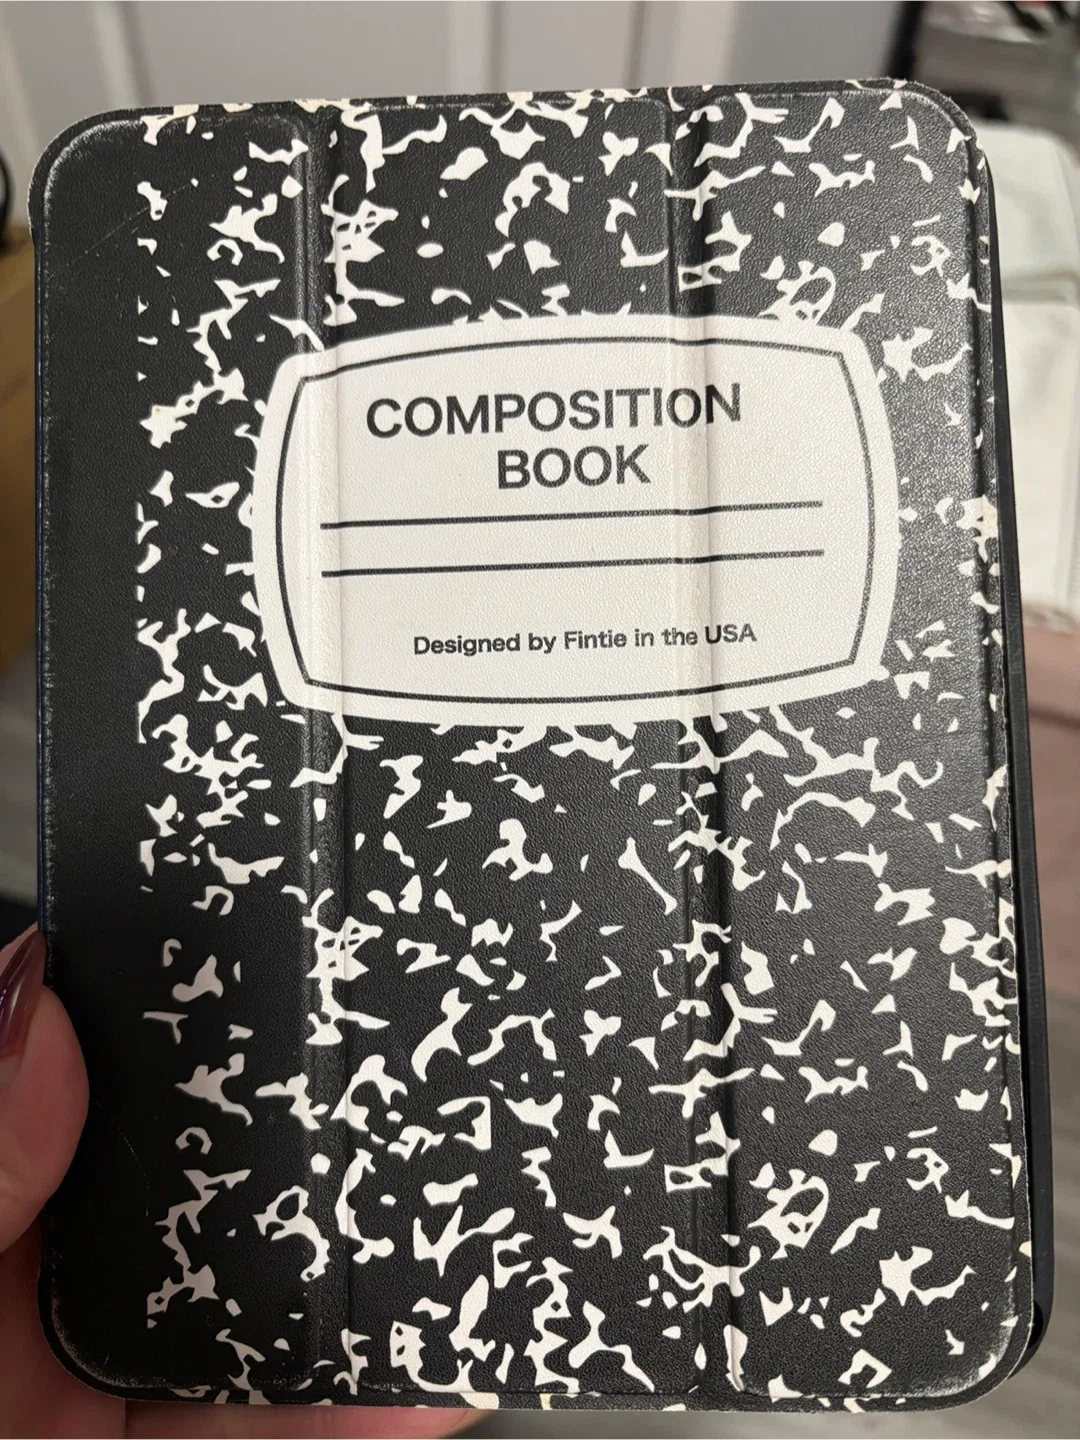 COMPOSITION
BOOK
Designed by Fintie in the USA